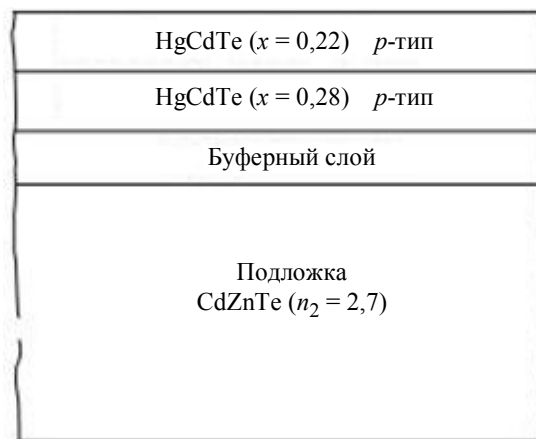 HgCdTe (x = 0,22) p-тип
HgCdTe (x = 0,28) p-тип
Буферный слой
Подложка
CdZnTe (n₂ = 2,7)